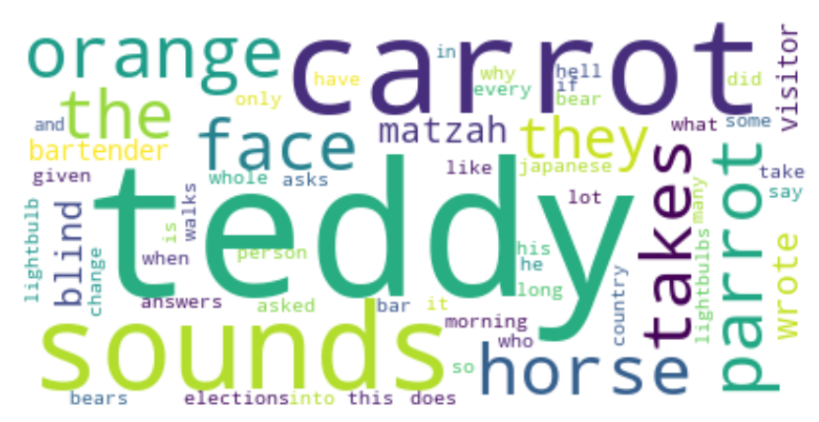 orange
carrot
in
have
why
hell
if
did
visitor
only
every
bear
the
and
face
matzah
they
what
some
bartender
given
whole
asks
like
japanese
take
teddy
takes
parrot
say
lot
many
lightbulb
blind
is
walks
change
when
person
his
he
long
country
lightbulbs
wrote
answers
asked
bar
it
morning
who
sounds
so
horse
bears
elections
into
this
does